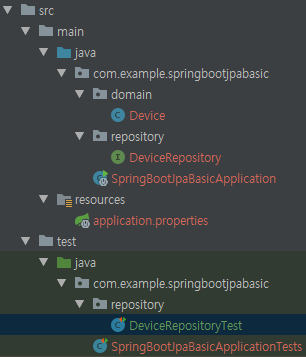 src
main
java
com.example.springbootjpabasic
domain
Device
repository
DeviceRepository
SpringBootJpaBasicApplication
resources
application.properties
test
java
com.example.springbootjpabasic
repository
DeviceRepositoryTest
SpringBootJpaBasicApplicationTests